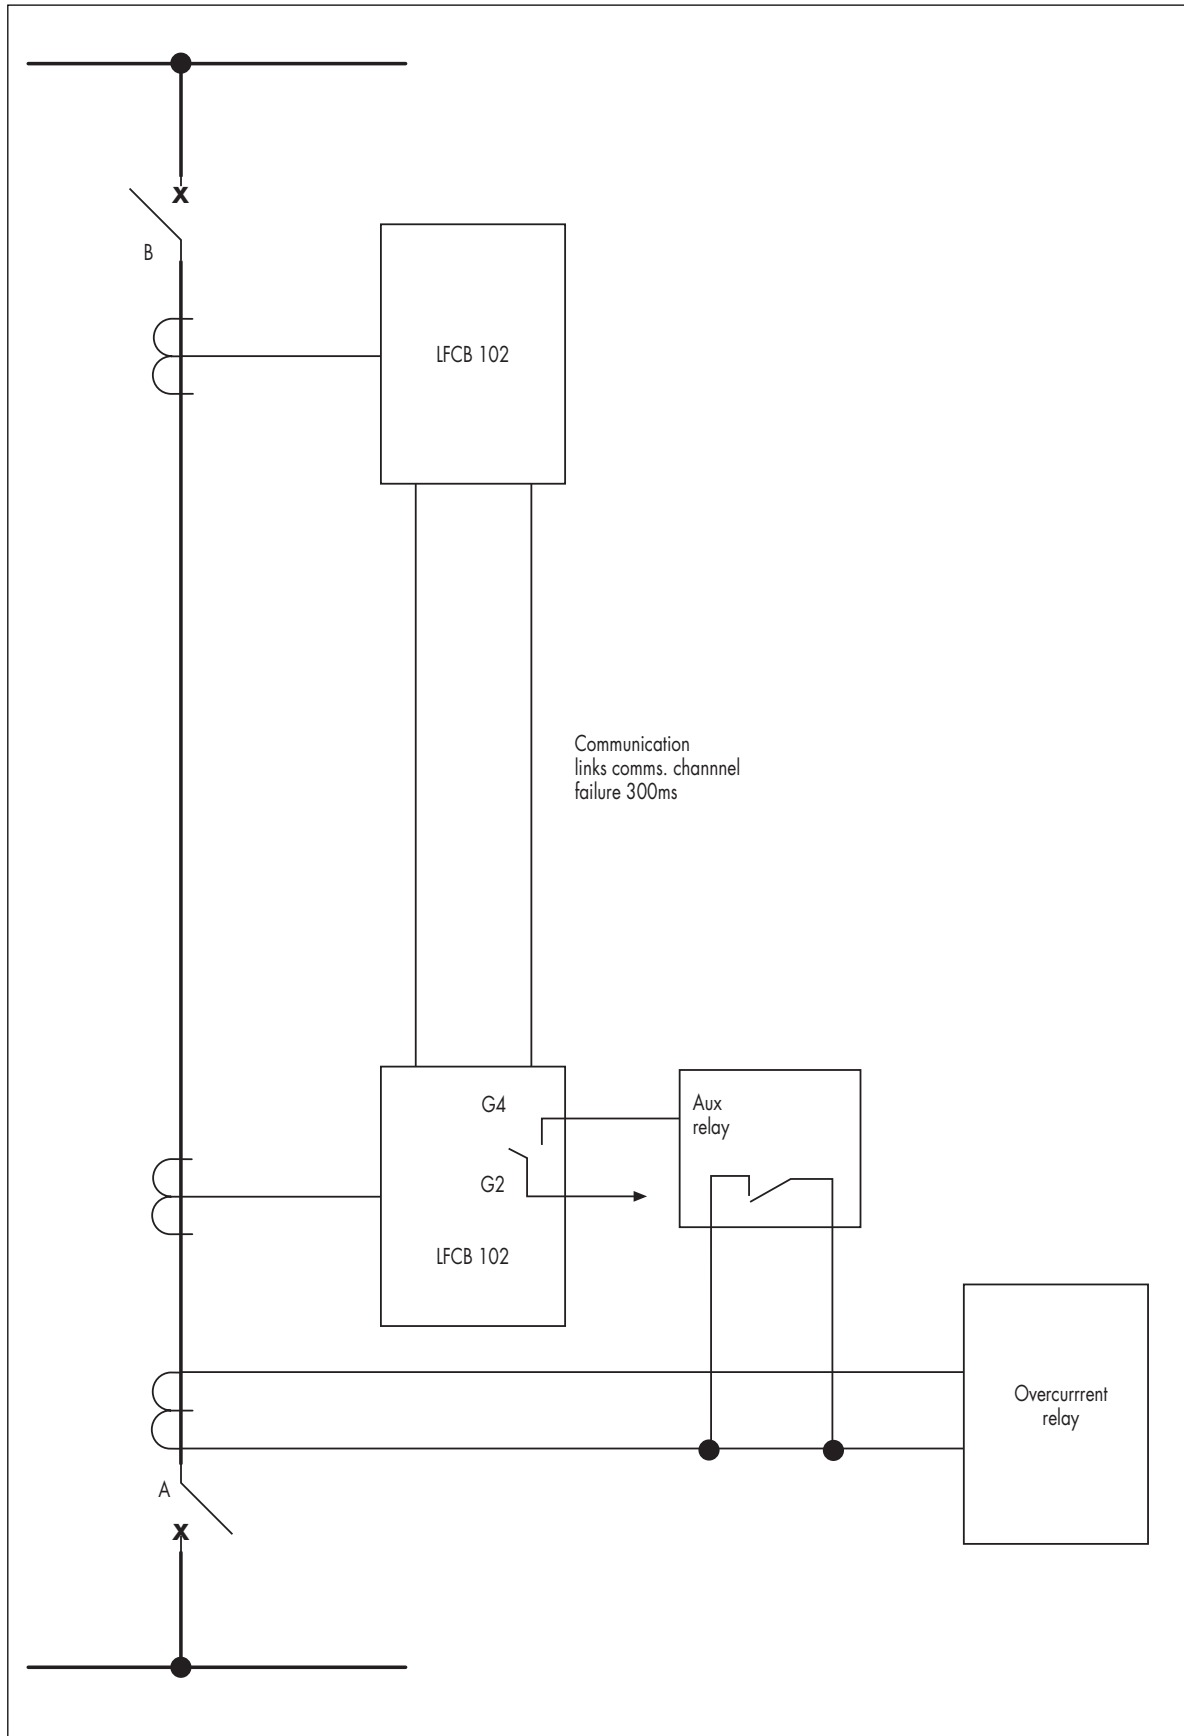 X
B
LFCB 102
Communication
links comms. channnel
failure 300ms
G4
Aux
relay
G2
LFCB 102
Overcurrrent
relay
A
X